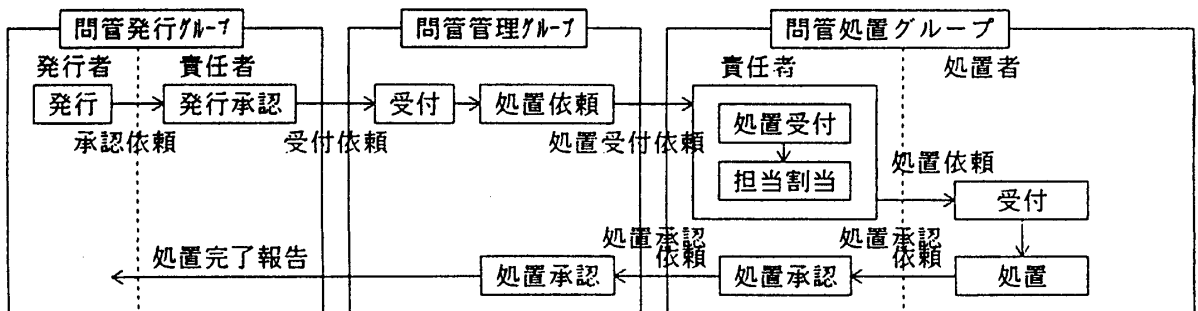 問管発行グループ
問管管理グループ
問管処置グループ
発行者
責任者
責任者
処置者
発行
発行承認
受付
処置依頼
処置受付
担当割当
承認依頼
受付依頼
処置受付依頼
処置依頼
受付
処置完了報告
処置承認
処置承認
依頼
処置承認
処置承認
依頼
処置